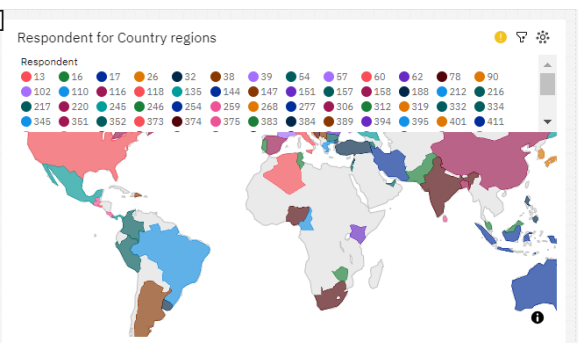 Respondent for Country regions
Respondent
13 16 17 26 32 38 39 54 57 60 62 78 90
102 110 116 118 135 144 147 151 157 158 188 212 216
217 220 245 246 254 259 268 277 306 312 319 332 334
345 351 352 373 374 375 383 384 389 394 395 401 411